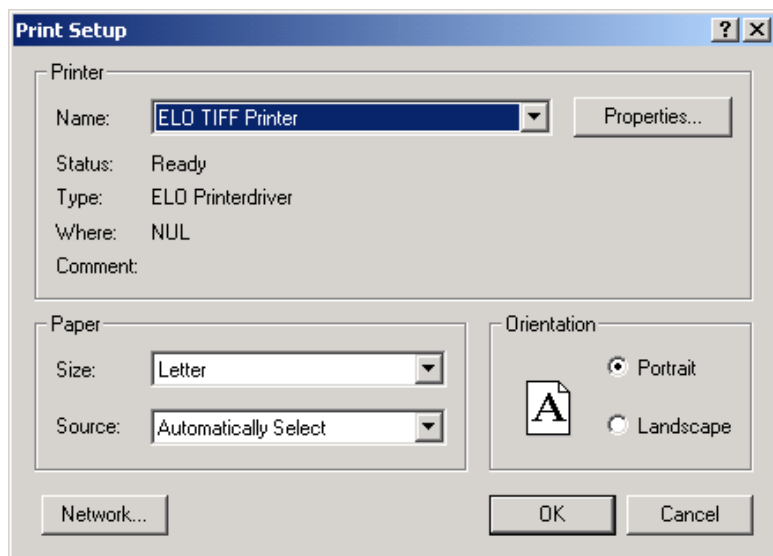 Print Setup
Printer
Name: ELO TIFF Printer Properties...
Status: Ready
Type: ELO Printerdriver
Where: NUL
Comment:
Paper
Size: Letter
Source: Automatically Select
Orientation
A
Portrait
Landscape
Network... OK Cancel